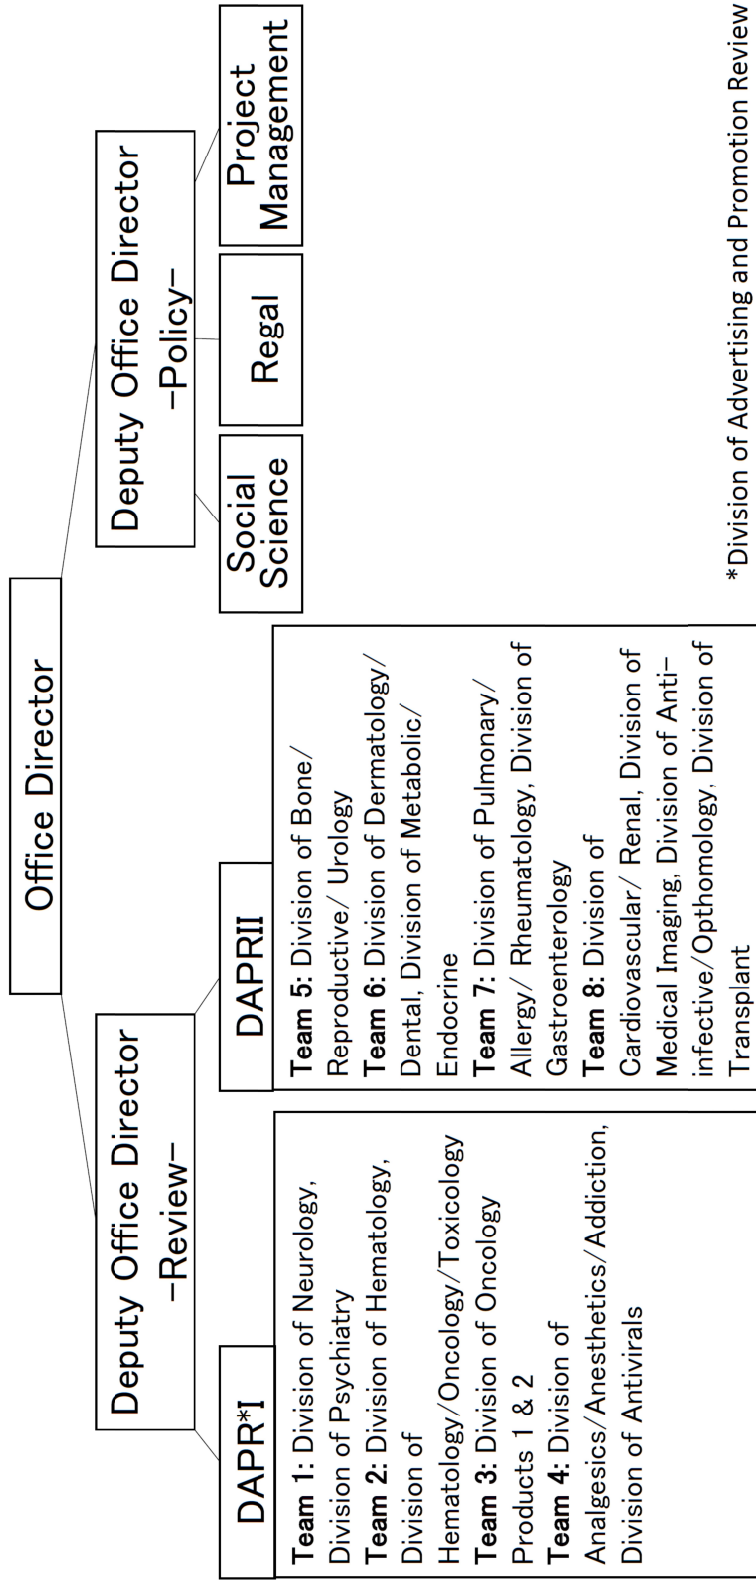 Office Director
Deputy Office Director
–Review–
Deputy Office Director
–Policy–
DAPR*I
Team 1: Division of Neurology,
Division of Psychiatry
Team 2: Division of Hematology,
Division of
Hematology/Oncology/Toxicology
Team 3: Division of Oncology
Products 1 & 2
Team 4: Division of
Analgesics/Anesthetics/Addiction,
Division of Antivirals
DAPRII
Team 5: Division of Bone/
Reproductive/ Urology
Team 6: Division of Dermatology/
Dental, Division of Metabolic/
Endocrine
Team 7: Division of Pulmonary/
Allergy/ Rheumatology, Division of
Gastroenterology
Team 8: Division of
Cardiovascular/ Renal, Division of
Medical Imaging, Division of Anti–
infective/Opthomology, Division of
Transplant
Social
Science
Regal
Project
Management
*Division of Advertising and Promotion Review